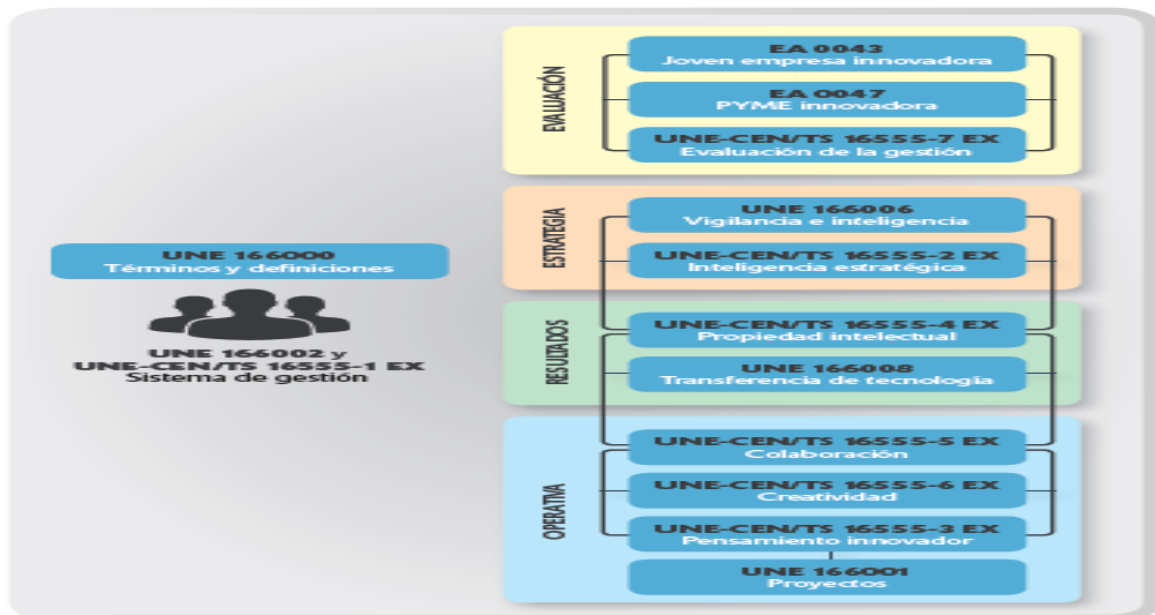 UNE 166000
Términos y definiciones
UNE 166002 y
UNE-CEN/TS 16555-1 EX
Sistema de gestión
EVALUACIÓN
EA 0043
Joven empresa innovadora
EA 0047
PYME innovadora
UNE-CEN/TS 16555-7 EX
Evaluación de la gestión
ESTRATEGIA
UNE 166006
Vigilancia e inteligencia
UNE-CEN/TS 16555-2 EX
Inteligencia estratégica
RESULTADOS
UNE-CEN/TS 16555-4 EX
Propiedad intelectual
UNE 166008
Transferencia de tecnología
OPERATIVA
UNE-CEN/TS 16555-5 EX
Colaboración
UNE-CEN/TS 16555-6 EX
Creatividad
UNE-CEN/TS 16555-3 EX
Pensamiento innovador
UNE 166001
Proyectos